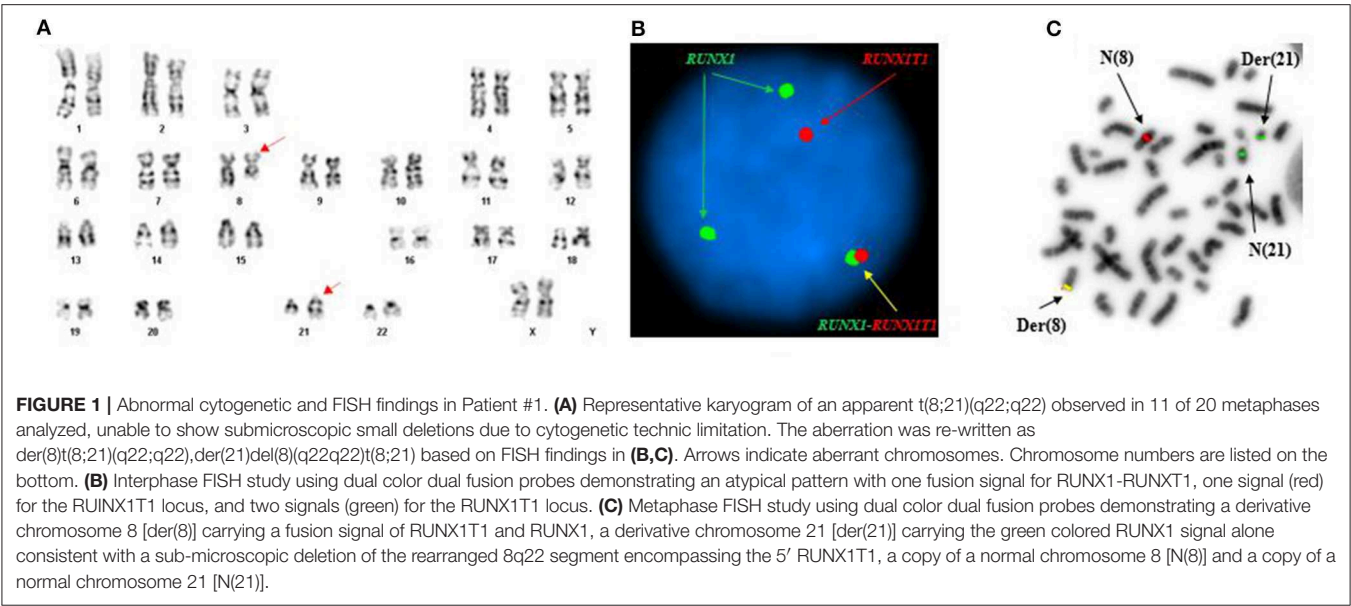 A
B
C
1 2 3 4 5
6 7 8 9 10 11 12
13 14 15 16 17 18
19 20 21 22 X Y
RUNX1 RUNX1T1
RUNX1-RUNX1T1
N(8) Der(21)
N(21)
Der(8)
FIGURE 1 | Abnormal cytogenetic and FISH findings in Patient #1. (A) Representative karyogram of an apparent t(8;21)(q22;q22) observed in 11 of 20 metaphases
analyzed, unable to show submicroscopic small deletions due to cytogenetic technic limitation. The aberration was re-written as
der(8)t(8;21)(q22;q22),der(21)del(8)(q22q22)t(8;21) based on FISH findings in (B,C). Arrows indicate aberrant chromosomes. Chromosome numbers are listed on the
bottom. (B) Interphase FISH study using dual color dual fusion probes demonstrating an atypical pattern with one fusion signal for RUNX1-RUNXT1, one signal (red)
for the RUINX1T1 locus, and two signals (green) for the RUNX1T1 locus. (C) Metaphase FISH study using dual color dual fusion probes demonstrating a derivative
chromosome 8 [der(8)] carrying a fusion signal of RUNX1T1 and RUNX1, a derivative chromosome 21 [der(21)] carrying the green colored RUNX1 signal alone
consistent with a sub-microscopic deletion of the rearranged 8q22 segment encompassing the 5′ RUNX1T1, a copy of a normal chromosome 8 [N(8)] and a copy of a
normal chromosome 21 [N(21)].